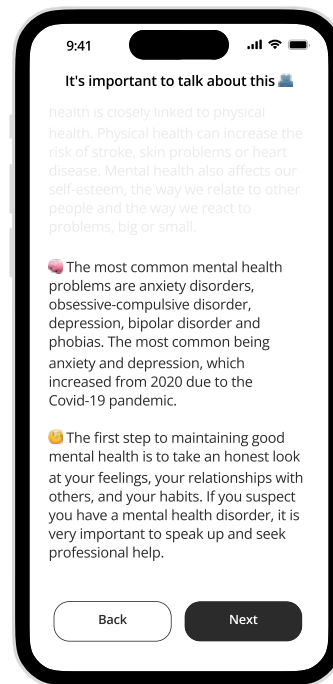 9:41
It's important to talk about this
health is closely linked to physical
health. Physical health can increase the
risk of stroke, skin problems or heart
disease. Mental health also affects our
self-esteem, the way we relate to other
people and the way we react to
problems, big or small.
The most common mental health
problems are anxiety disorders,
obsessive-compulsive disorder,
depression, bipolar disorder and
phobias. The most common being
anxiety and depression, which
increased from 2020 due to the
Covid-19 pandemic.
The first step to maintaining good
mental health is to take an honest look
at your feelings, your relationships with
others, and your habits. If you suspect
you have a mental health disorder, it is
very important to speak up and seek
professional help.
Back
Next